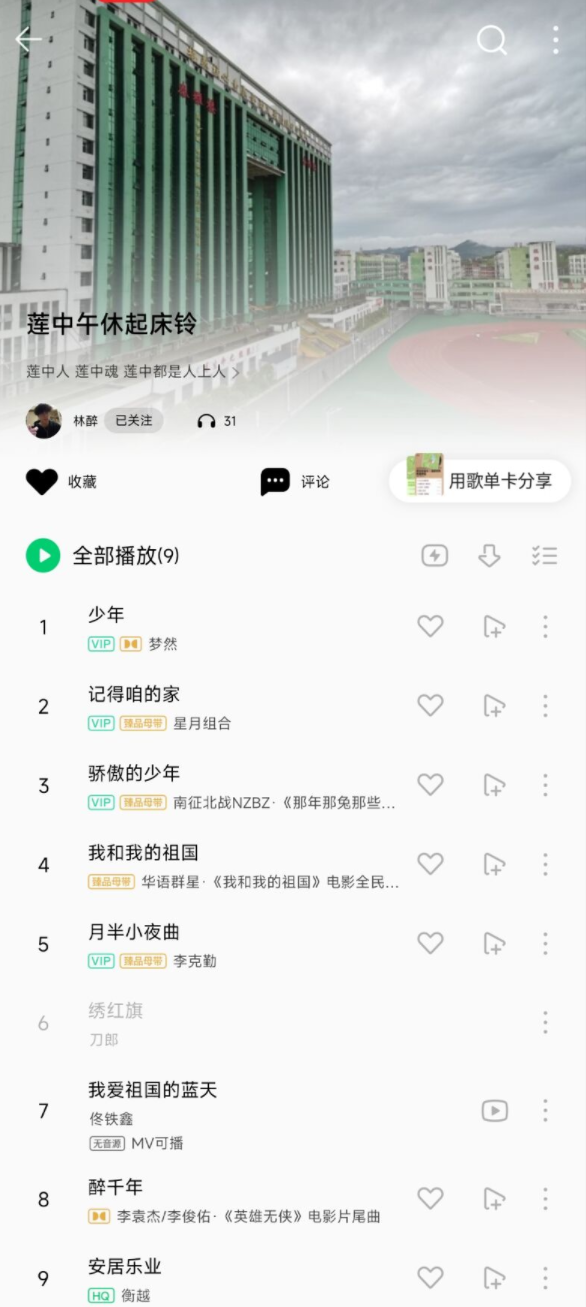 莲中午休起床铃
莲中人 莲中魂 莲中都是人上人
林醉 已关注 31
收藏 评论 用歌单卡分享
全部播放(9)
1 少年
VIP 梦然
2 记得咱的家
VIP 臻品母带 星月组合
3 骄傲的少年
VIP 臻品母带 南征北战NZBZ·《那年那兔那些...
4 我和我的祖国
臻品母带 华语群星·《我和我的祖国》电影全民...
5 月半小夜曲
VIP 臻品母带 李克勤
6 绣红旗
刀郎
7 我爱祖国的蓝天
佟铁鑫
无音源 MV可播
8 醉千年
李袁杰/李俊佑·《英雄无侠》电影片尾曲
9 安居乐业
HQ 衡越